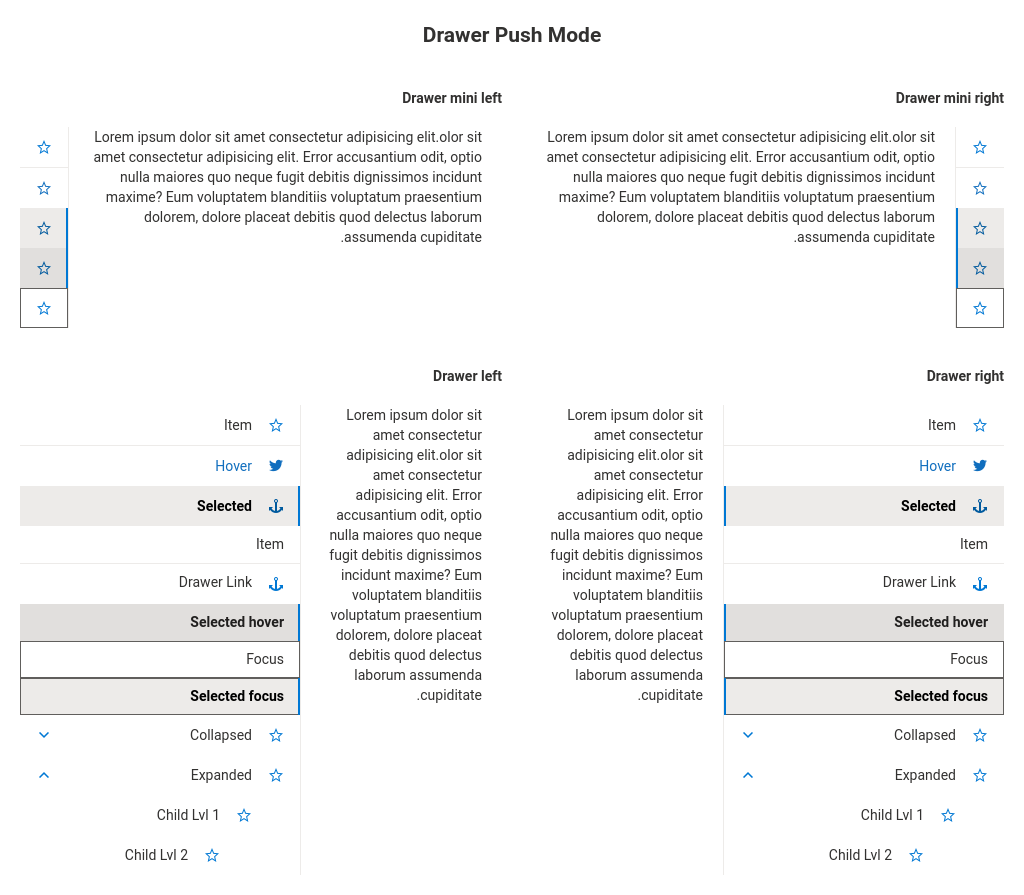 Drawer Push Mode
Drawer mini left
Lorem ipsum dolor sit amet consectetur adipisicing elit.olor sit
amet consectetur adipisicing elit. Error accusantium odit, optio
nulla maiores quo neque fugit debitis dignissimos incidunt
maxime? Eum voluptatem blanditiis voluptatum praesentium
dolorem, dolore placeat debitis quod delectus laborum
.assumenda cupiditate
Drawer mini right
Lorem ipsum dolor sit amet consectetur adipisicing elit.olor sit
amet consectetur adipisicing elit. Error accusantium odit, optio
nulla maiores quo neque fugit debitis dignissimos incidunt
maxime? Eum voluptatem blanditiis voluptatum praesentium
dolorem, dolore placeat debitis quod delectus laborum
.assumenda cupiditate
Drawer left
Item
Hover
Selected
Item
Drawer Link
Selected hover
Focus
Selected focus
Collapsed
Expanded
Child Lvl 1
Child Lvl 2
Lorem ipsum dolor sit
amet consectetur
adipisicing elit.olor sit
amet consectetur
adipisicing elit. Error
accusantium odit, optio
nulla maiores quo neque
fugit debitis dignissimos
incidunt maxime? Eum
voluptatem blanditiis
voluptatum praesentium
dolorem, dolore placeat
debitis quod delectus
laborum assumenda
.cupiditate
Drawer right
Lorem ipsum dolor sit
amet consectetur
adipisicing elit.olor sit
amet consectetur
adipisicing elit. Error
accusantium odit, optio
nulla maiores quo neque
fugit debitis dignissimos
incidunt maxime? Eum
voluptatem blanditiis
voluptatum praesentium
dolorem, dolore placeat
debitis quod delectus
laborum assumenda
.cupiditate
Item
Hover
Selected
Item
Drawer Link
Selected hover
Focus
Selected focus
Collapsed
Expanded
Child Lvl 1
Child Lvl 2